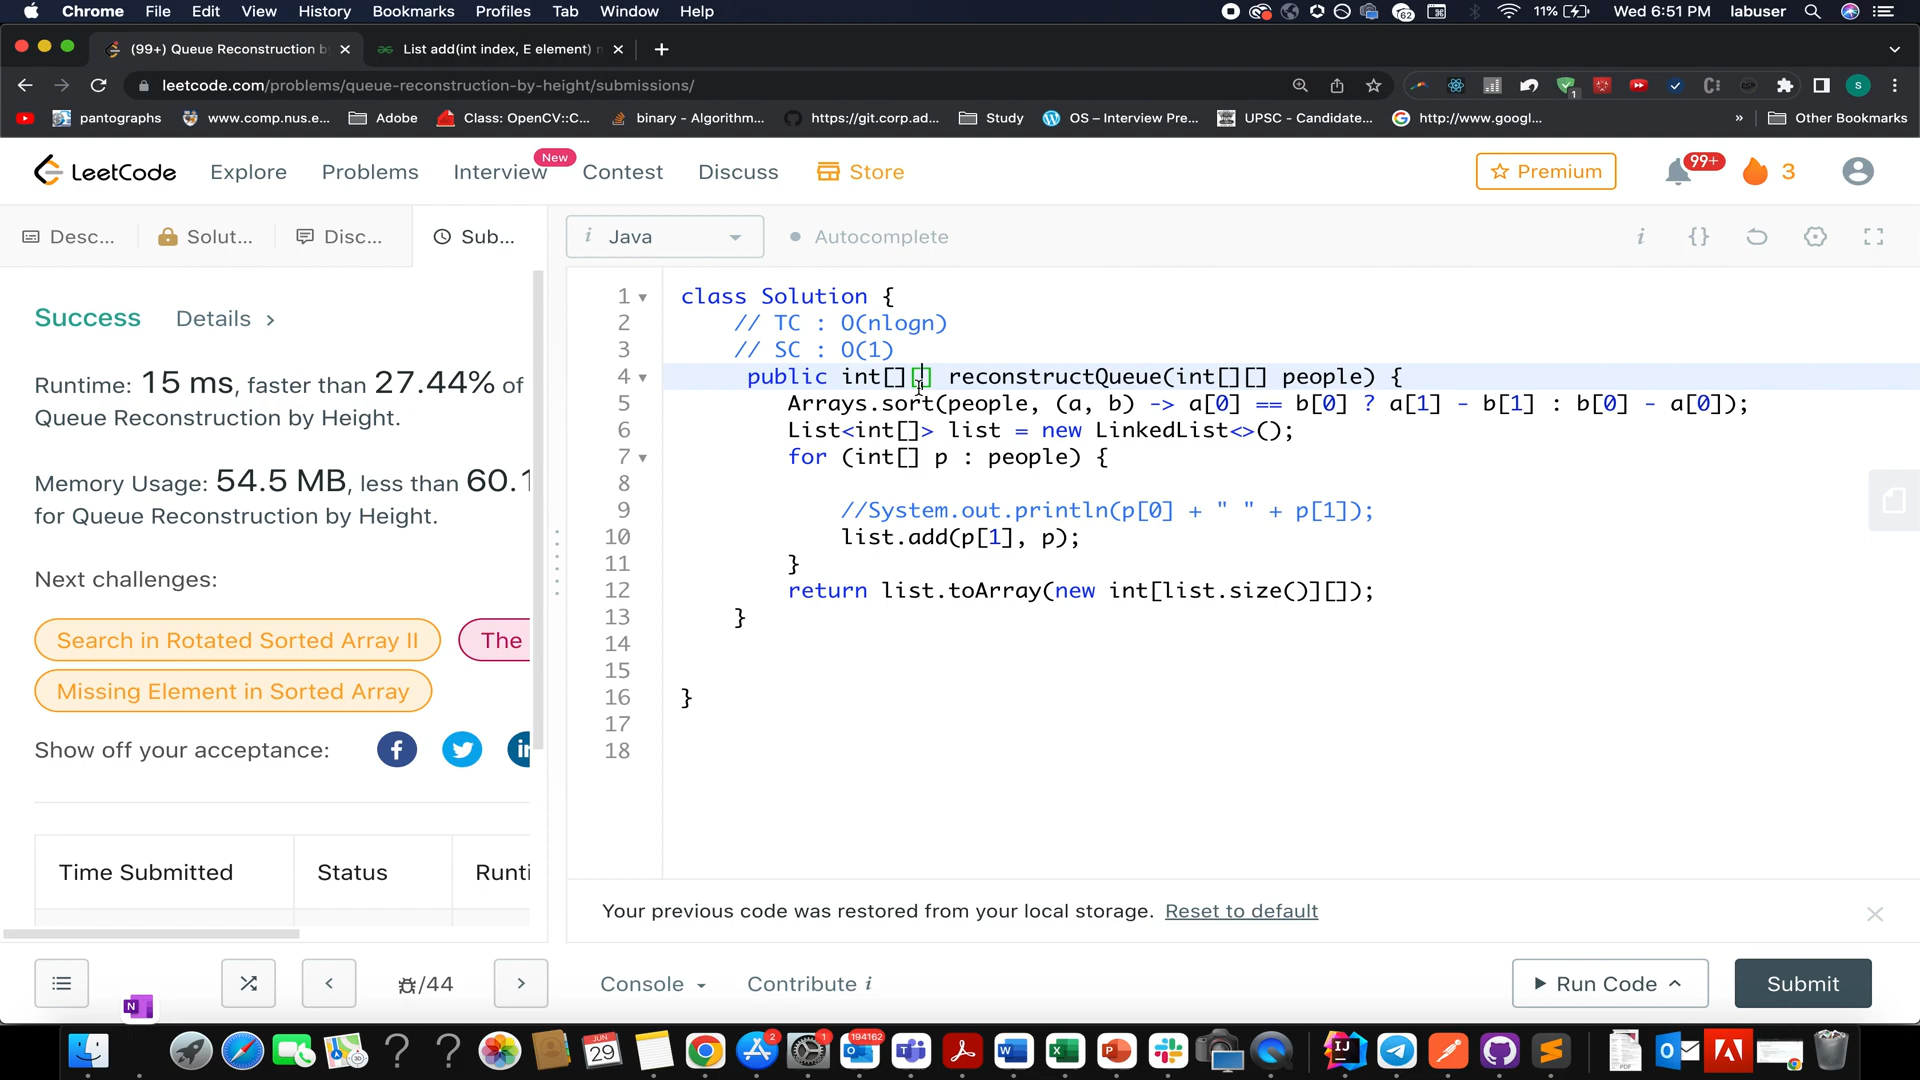 Chrome File Edit View History Bookmarks Profiles Tab Window Help
62
11%
Wed 6:51 PM labuser
(99+) Queue Reconstruction b
List add(int index, E element)
leetcode.com/problems/queue-reconstruction-by-height/submissions/
1
S
pantographs
www.comp.nus.e...
Adobe
Class: OpenCV::C...
binary - Algorithm...
https://git.corp.ad...
Study
OS – Interview Pre...
UPSC - Candidate...
http://www.googl...
»
Other Bookmarks
LeetCode
Explore Problems Interview Contest Discuss Store
New
Premium
99+
3
Desc...
Solut...
Disc...
Sub...
i Java
Autocomplete
i {}
Success Details >
Runtime: 15 ms, faster than 27.44% of
Queue Reconstruction by Height.
Memory Usage: 54.5 MB, less than 60.1
for Queue Reconstruction by Height.
Next challenges:
Search in Rotated Sorted Array II
The
Missing Element in Sorted Array
Show off your acceptance:
f
in
Time Submitted Status Runti
1 class Solution {
2 // TC : O(nlogn)
3 // SC : O(1)
4 public int[][] reconstructQueue(int[][] people) {
5 Arrays.sort(people, (a, b) -> a[0] == b[0] ? a[1] - b[1] : b[0] - a[0]);
6 List<int[]> list = new LinkedList<>();
7 for (int[] p : people) {
8
9 //System.out.println(p[0] + " " + p[1]);
10 list.add(p[1], p);
11 }
12 return list.toArray(new int[list.size()][]);
13 }
14
15
16 }
17
18
Your previous code was restored from your local storage. Reset to default
/44
Console
Contribute i
Run Code
Submit
N
JUN
29
2
1
194162
W
X
P
IJ
S
PDF